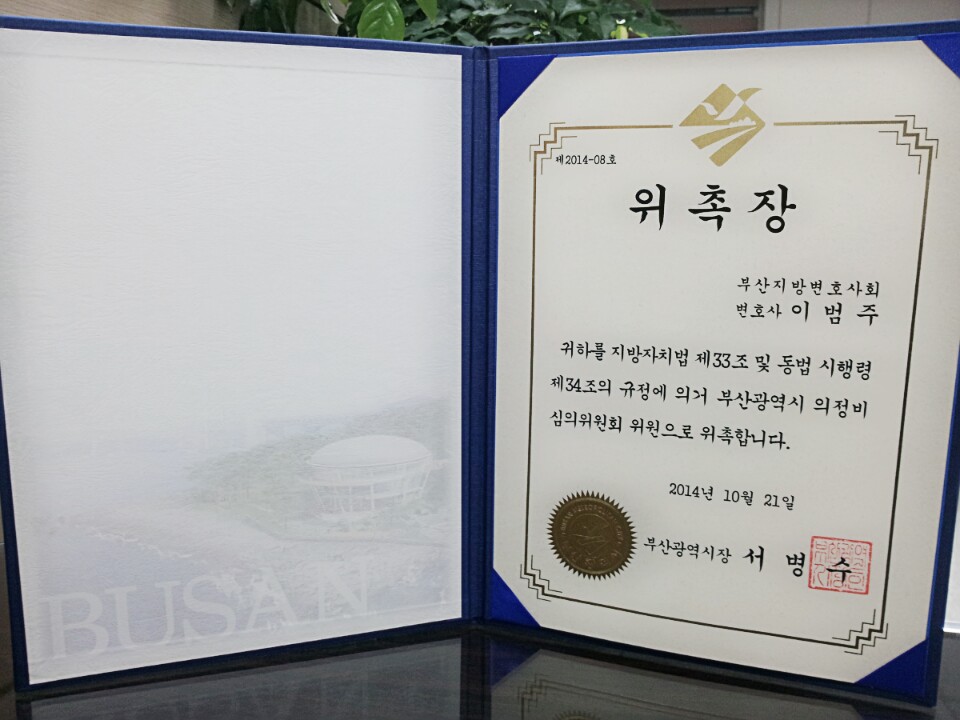 BUSAN
제2014-08호
위 촉 장
부산지방변호사회
변호사 이 범 주
귀하를 지방자치법 제33조 및 동법 시행령
제34조의 규정에 의거 부산광역시 의정비
심의위원회 위원으로 위촉합니다.
2014년 10월 21일
부산광역시장 서 병 수